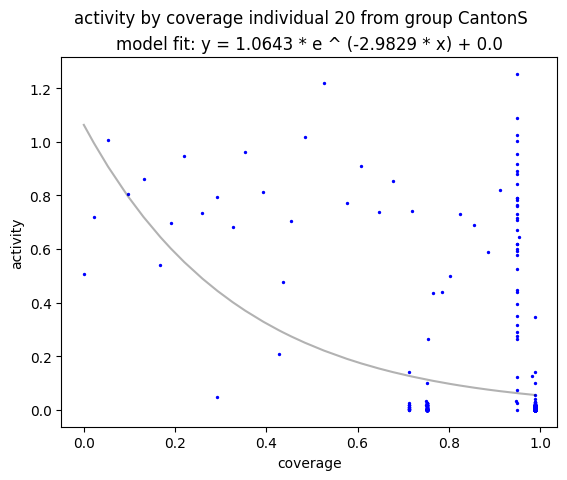 activity by coverage individual 20 from group CantonS
model fit: y = 1.0643 * e ^ (-2.9829 * x) + 0.0
1.2
1.0
0.8
0.6
0.4
0.2
0.0
activity
0.0 0.2 0.4 0.6 0.8 1.0
coverage